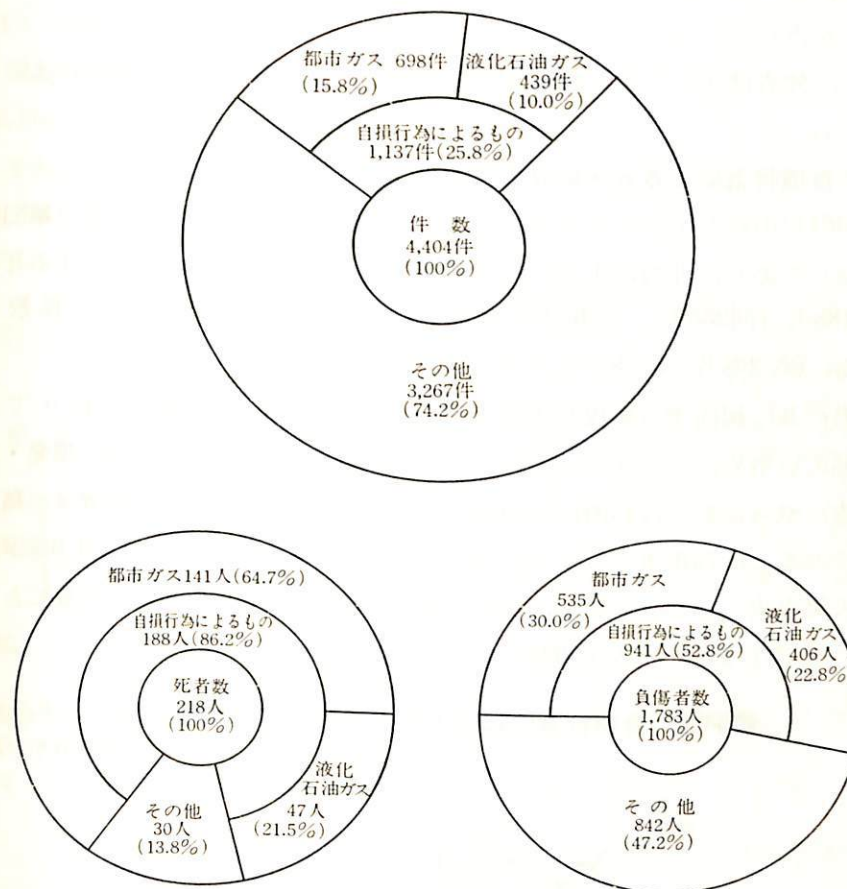 都市ガス 698件
(15.8%)
液化石油ガス
439件
(10.0%)
自損行為によるもの
1,137件(25.8%)
件 数
4,404件
(100%)
その他
3,267件
(74.2%)
都市ガス141人(64.7%)
自損行為によるもの
188人(86.2%)
死者数
218人
(100%)
液化
石油ガス
47人
(21.5%)
その他
30人
(13.8%)
都市ガス
535人
(30.0%)
液化
石油ガス
406人
(22.8%
自損行為によるもの
941人(52.8%)
負傷者数
1,783人
(100%)
その他
842人
(47.2%)